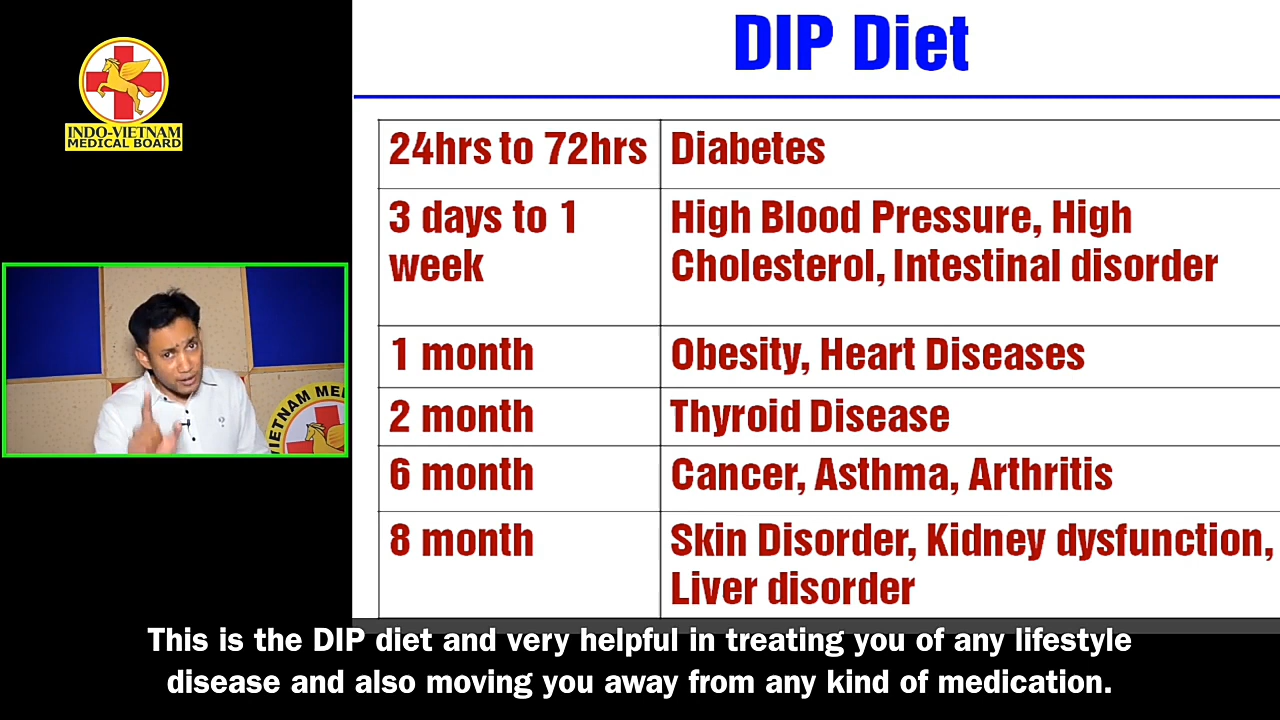 INDO-VIETNAM
MEDICAL BOARD
VIETNAM ME
DIP Diet
24hrs to 72hrs Diabetes
3 days to 1 High Blood Pressure, High
week Cholesterol, Intestinal disorder
1 month Obesity, Heart Diseases
2 month Thyroid Disease
6 month Cancer, Asthma, Arthritis
8 month Skin Disorder, Kidney dysfunction,
Liver disorder
This is the DIP diet and very helpful in treating you of any lifestyle
disease and also moving you away from any kind of medication.